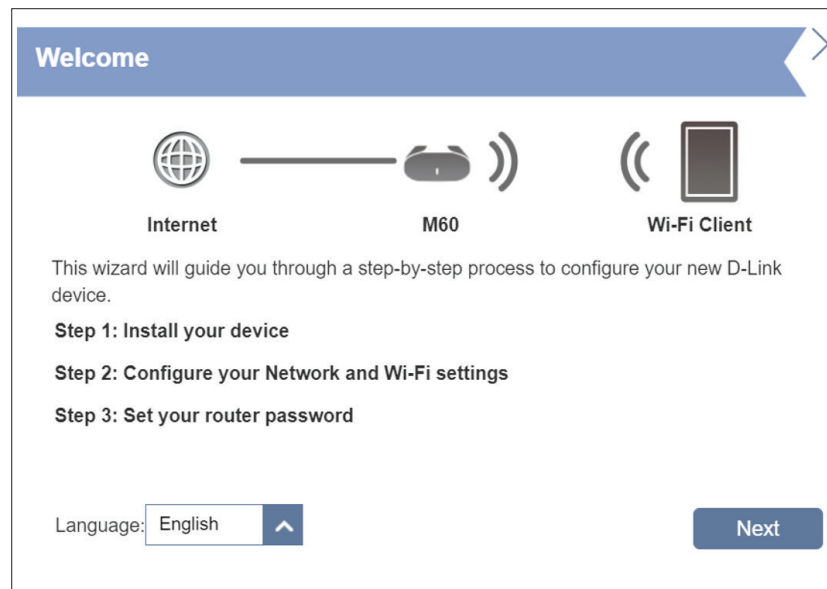 Welcome
Internet
M60
Wi-Fi Client
This wizard will guide you through a step-by-step process to configure your new D-Link
device.
Step 1: Install your device
Step 2: Configure your Network and Wi-Fi settings
Step 3: Set your router password
Language: English
Next